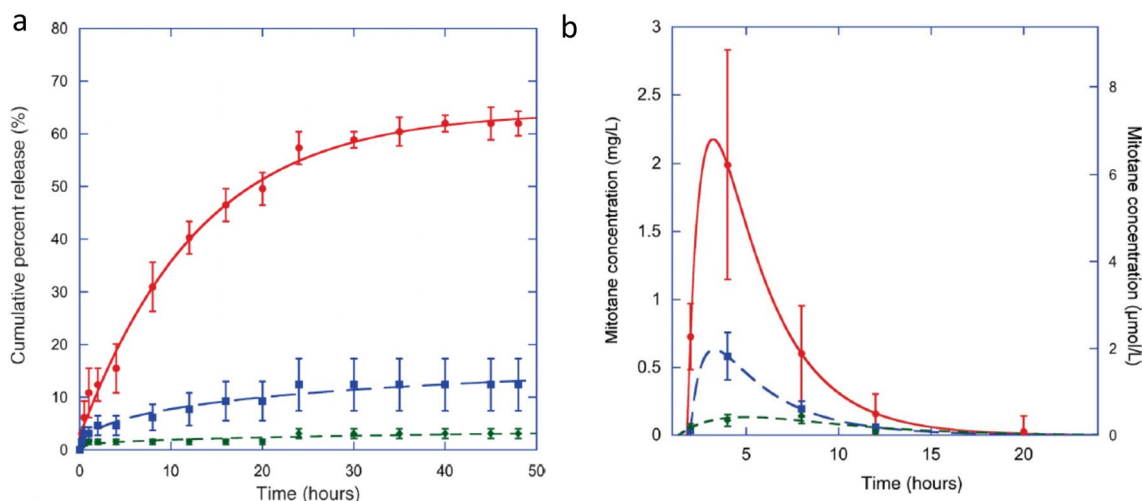 a
80
70
60
50
40
30
20
10
0
Cumulative percent release (%)
0 10 20 30 40 50
Time (hours)
b
3
2.5
2
1.5
1
0.5
0
Mitotane concentration (mg/L)
5 10 15 20
Time (hours)
8
6
4
2
0
Mitotane concentration (μmol/L)